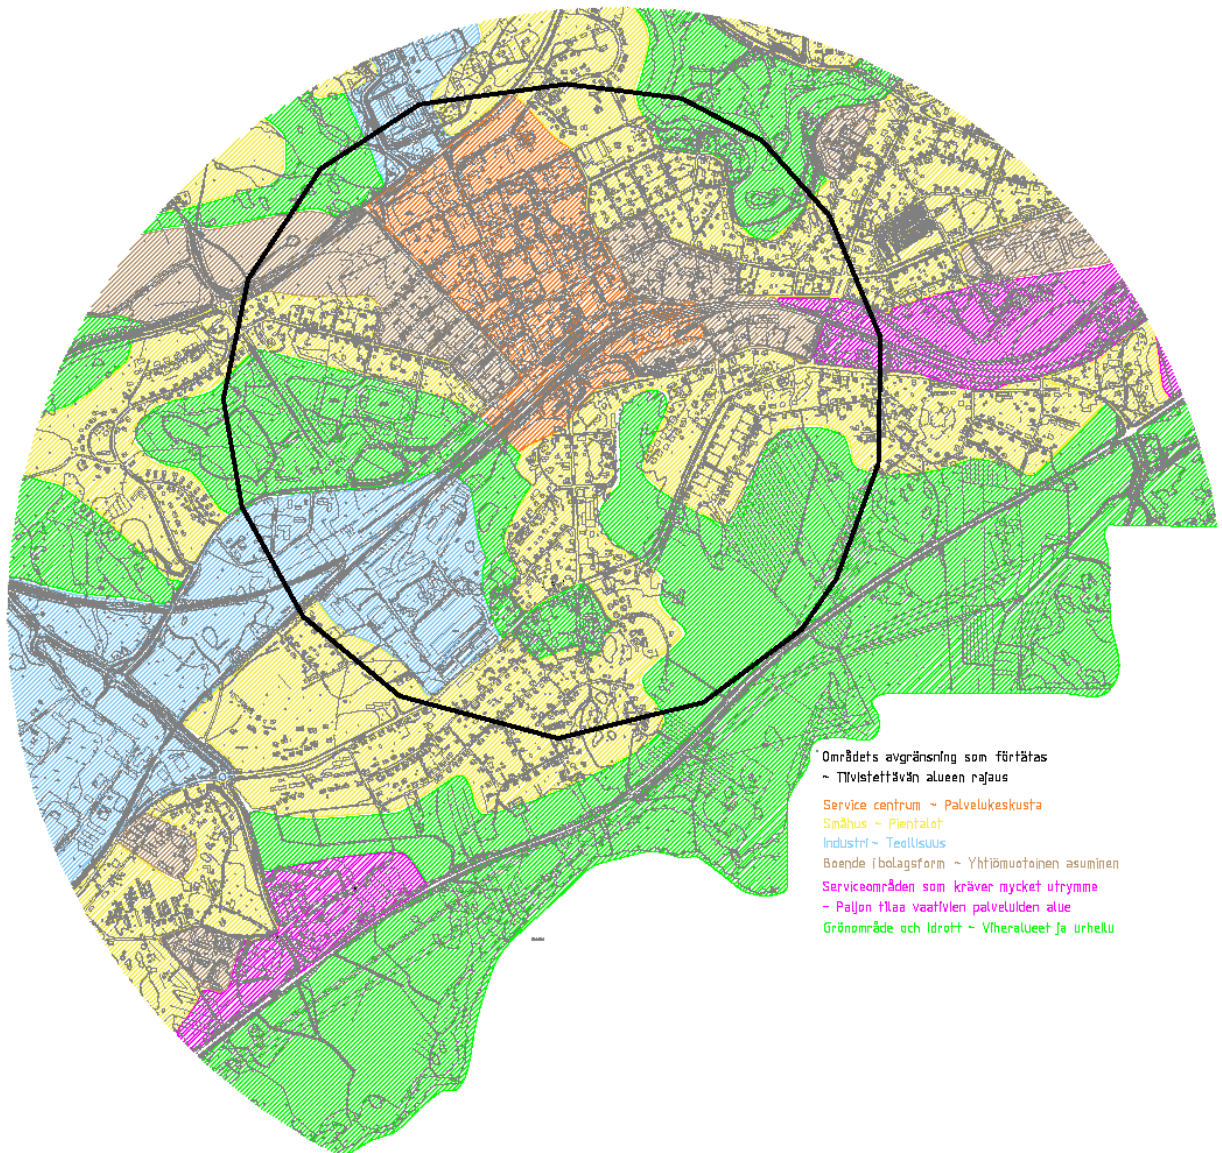 Områdets avgränsning som förtätas
~ Tiivistettävän alueen rajaus
Service centrum ~ Palvelukeskusta
Småhus ~ Pientalot
Industri ~ Teollisuus
Boende i bolagsform ~ Yhtiömuotoinen asuminen
Serviceområden som kräver mycket utrymme
~ Paljon tilaa vaativien palveluiden alue
Grönområde och idrott ~ Viheralueet ja urheilu